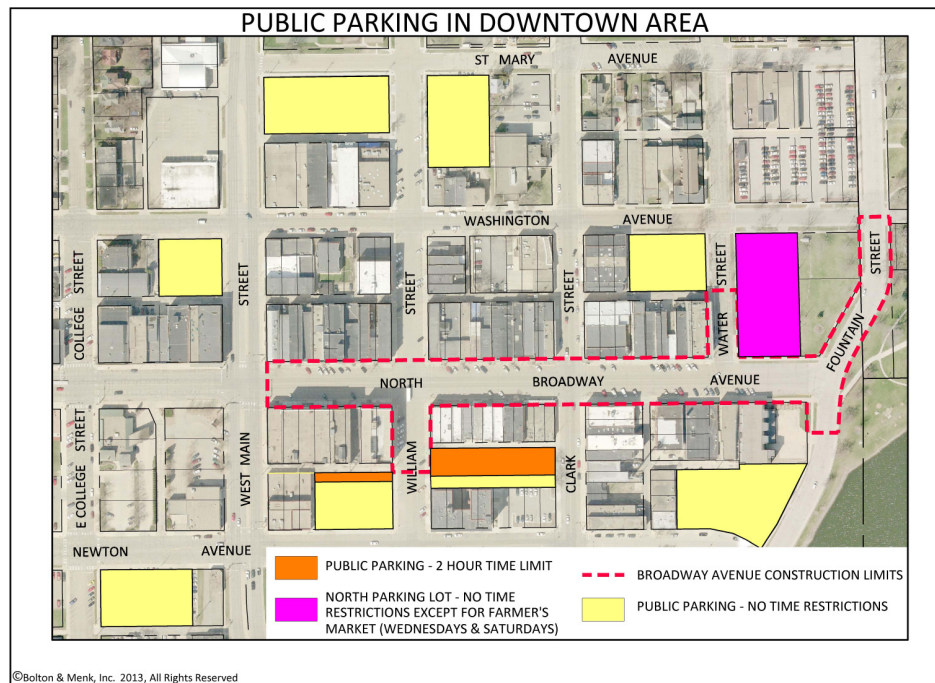 PUBLIC PARKING IN DOWNTOWN AREA
ST MARY AVENUE
WASHINGTON AVENUE
COLLEGE STREET
STREET
STREET
STREET
WATER STREET
FOUNTAIN STREET
NORTH BROADWAY AVENUE
E COLLEGE STREET
WEST MAIN
WILLIAM
CLARK
NEWTON AVENUE
PUBLIC PARKING - 2 HOUR TIME LIMIT
NORTH PARKING LOT - NO TIME
RESTRICTIONS EXCEPT FOR FARMER'S
MARKET (WEDNESDAYS & SATURDAYS)
BROADWAY AVENUE CONSTRUCTION LIMITS
PUBLIC PARKING - NO TIME RESTRICTIONS
©Bolton & Menk, Inc. 2013, All Rights Reserved